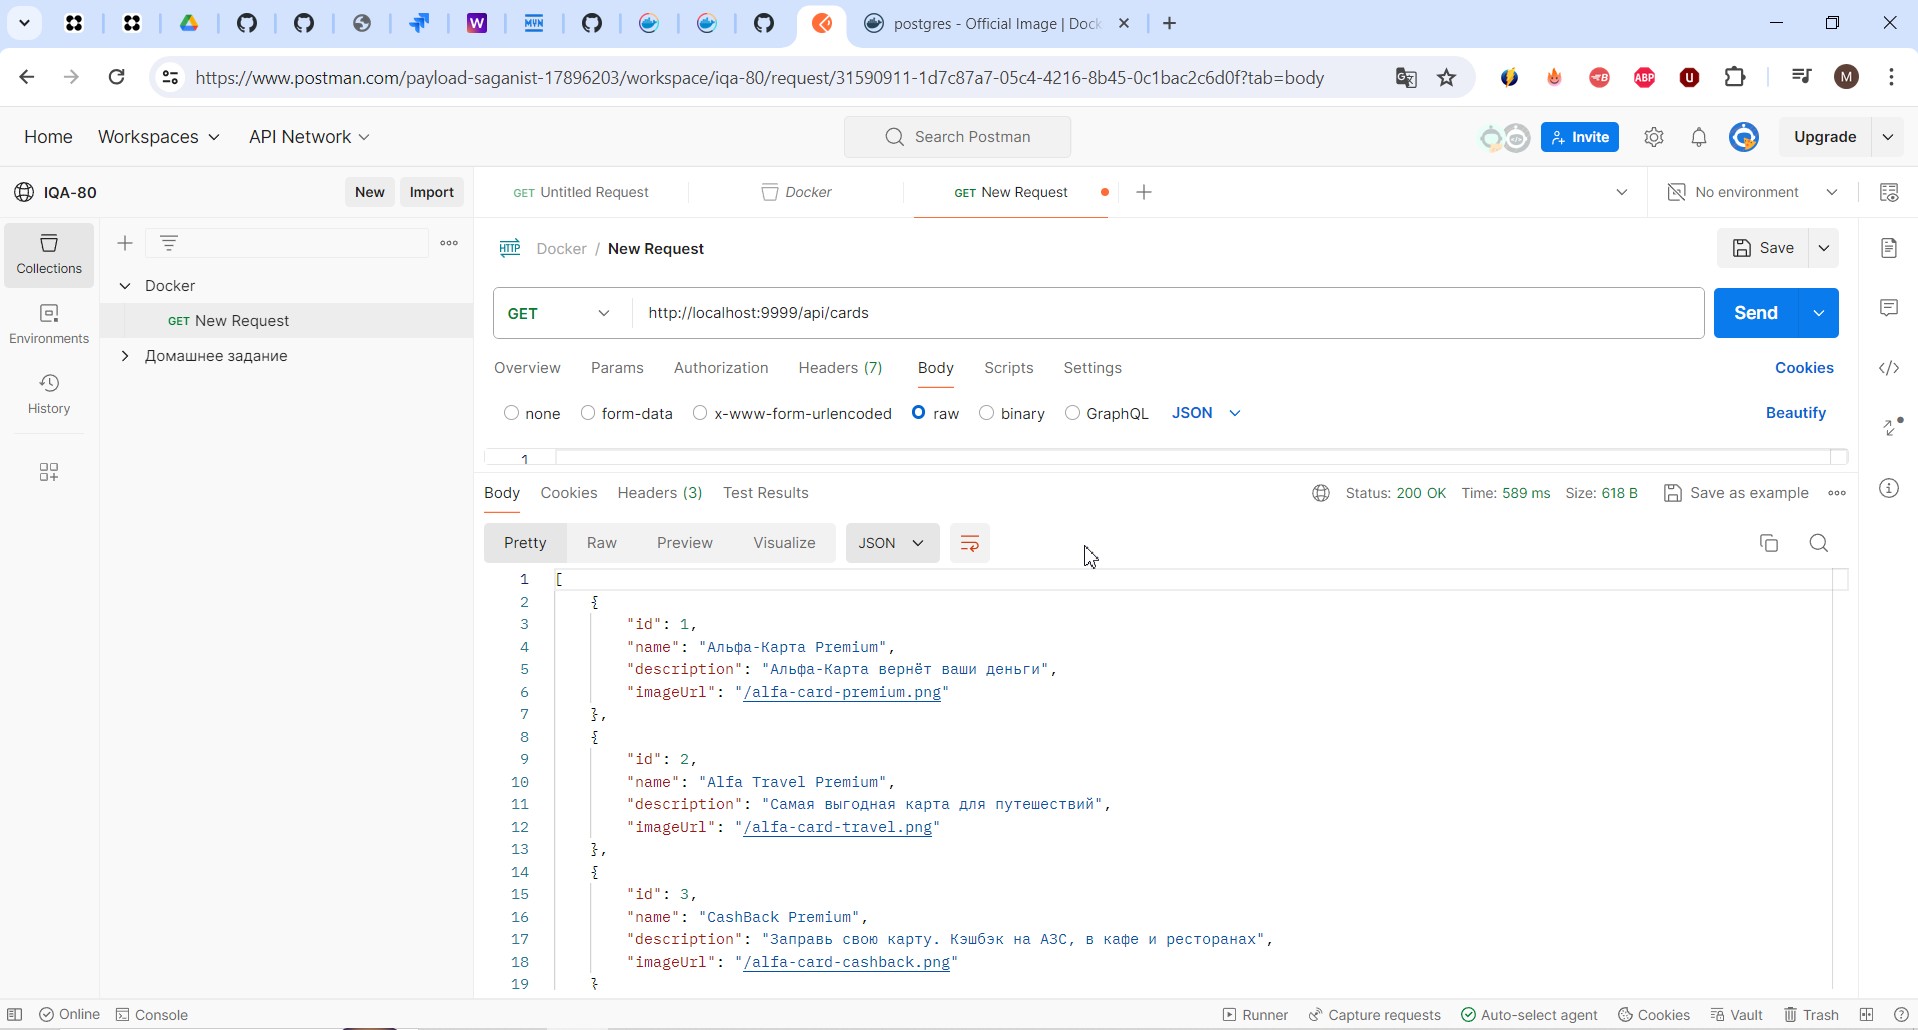 postgres - Official Image | Dock
https://www.postman.com/payload-saganist-17896203/workspace/iqa-80/request/31590911-1d7c87a7-05c4-4216-8b45-0c1bac2c6d0f?tab=body
ABP
M
Home Workspaces API Network
Search Postman
Invite
Upgrade
IQA-80
New Import
GET Untitled Request
Docker
GET New Request
No environment
Collections
Environments
History
Docker
GET New Request
Домашнее задание
HTTP Docker / New Request
Save
GET http://localhost:9999/api/cards
Send
Overview Params Authorization Headers (7) Body Scripts Settings
Cookies
none form-data x-www-form-urlencoded raw binary GraphQL JSON
Beautify
1
Body Cookies Headers (3) Test Results
Status: 200 OK Time: 589 ms Size: 618 B Save as example
Pretty Raw Preview Visualize JSON
1 [
2 {
3 "id": 1,
4 "name": "Альфа-Карта Premium",
5 "description": "Альфа-Карта вернёт ваши деньги",
6 "imageUrl": "/alfa-card-premium.png"
7 },
8 {
9 "id": 2,
10 "name": "Alfa Travel Premium",
11 "description": "Самая выгодная карта для путешествий",
12 "imageUrl": "/alfa-card-travel.png"
13 },
14 {
15 "id": 3,
16 "name": "CashBack Premium",
17 "description": "Заправь свою карту. Кэшбэк на АЗС, в кафе и ресторанах",
18 "imageUrl": "/alfa-card-cashback.png"
19 }
Online Console
Runner Capture requests Auto-select agent Cookies Vault Trash